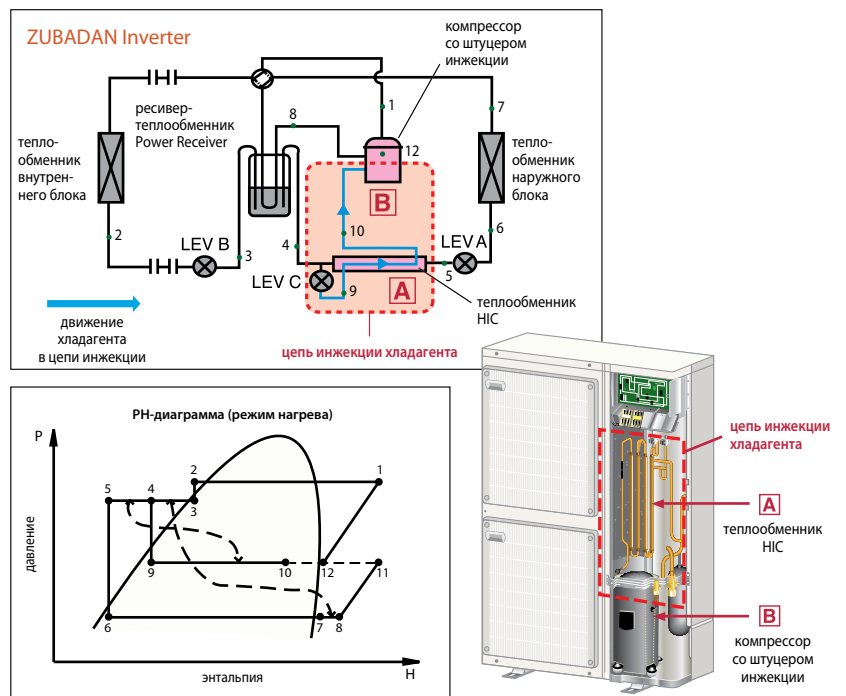 ZUBADAN Inverter
компрессор
со штуцером
инжекции
ресивер-
теплообменник
Power Receiver
8
1
7
12
тепло-
обменник
внутрен-
него блока
тепло-
обменник
наружного
блока
B
10
2
LEV B
3
4
LEV A
6
5
LEV C
9
A
теплообменник
HIC
движение
хладагента
в цепи инжекции
цепь инжекции хладагента
PH-диаграмма (режим нагрева)
P
давление
5
4
2
3
1
9
10
12
11
6
7
8
энтальпия
H
цепь инжекции
хладагента
A
теплообменник
HIC
B
компрессор
со штуцером
инжекции